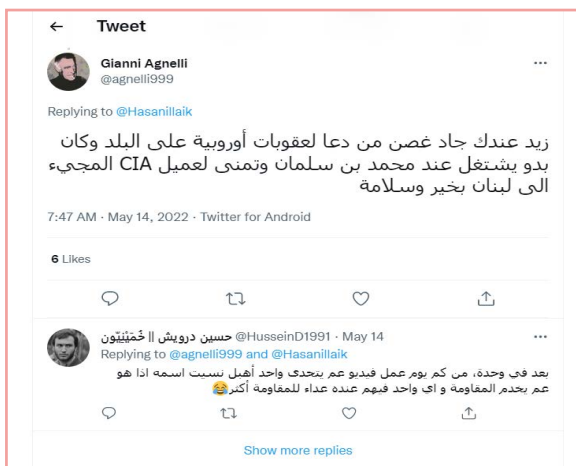 ← Tweet
Gianni Agnelli
@agnelli999
Replying to @Hasanillaik
زيد عندك جاد غصن من دعا لعقوبات أوروبية على البلد وكان
بدو يشتغل عند محمد بن سلمان وتمنى لعميل CIA المجيء
الى لبنان بخير وسلامة
7:47 AM · May 14, 2022 · Twitter for Android
6 Likes
حسين درويش || خُمَيْنِيّون @HusseinD1991 · May 14
Replying to @agnelli999 and @Hasanillaik
بعد في وحدة، من كم يوم عمل فيديو عم يتحدى واحد أهبل نسيت اسمه اذا هو
عم يخدم المقاومة و اي واحد فيهم عنده عداء للمقاومة أكتر😂
Show more replies